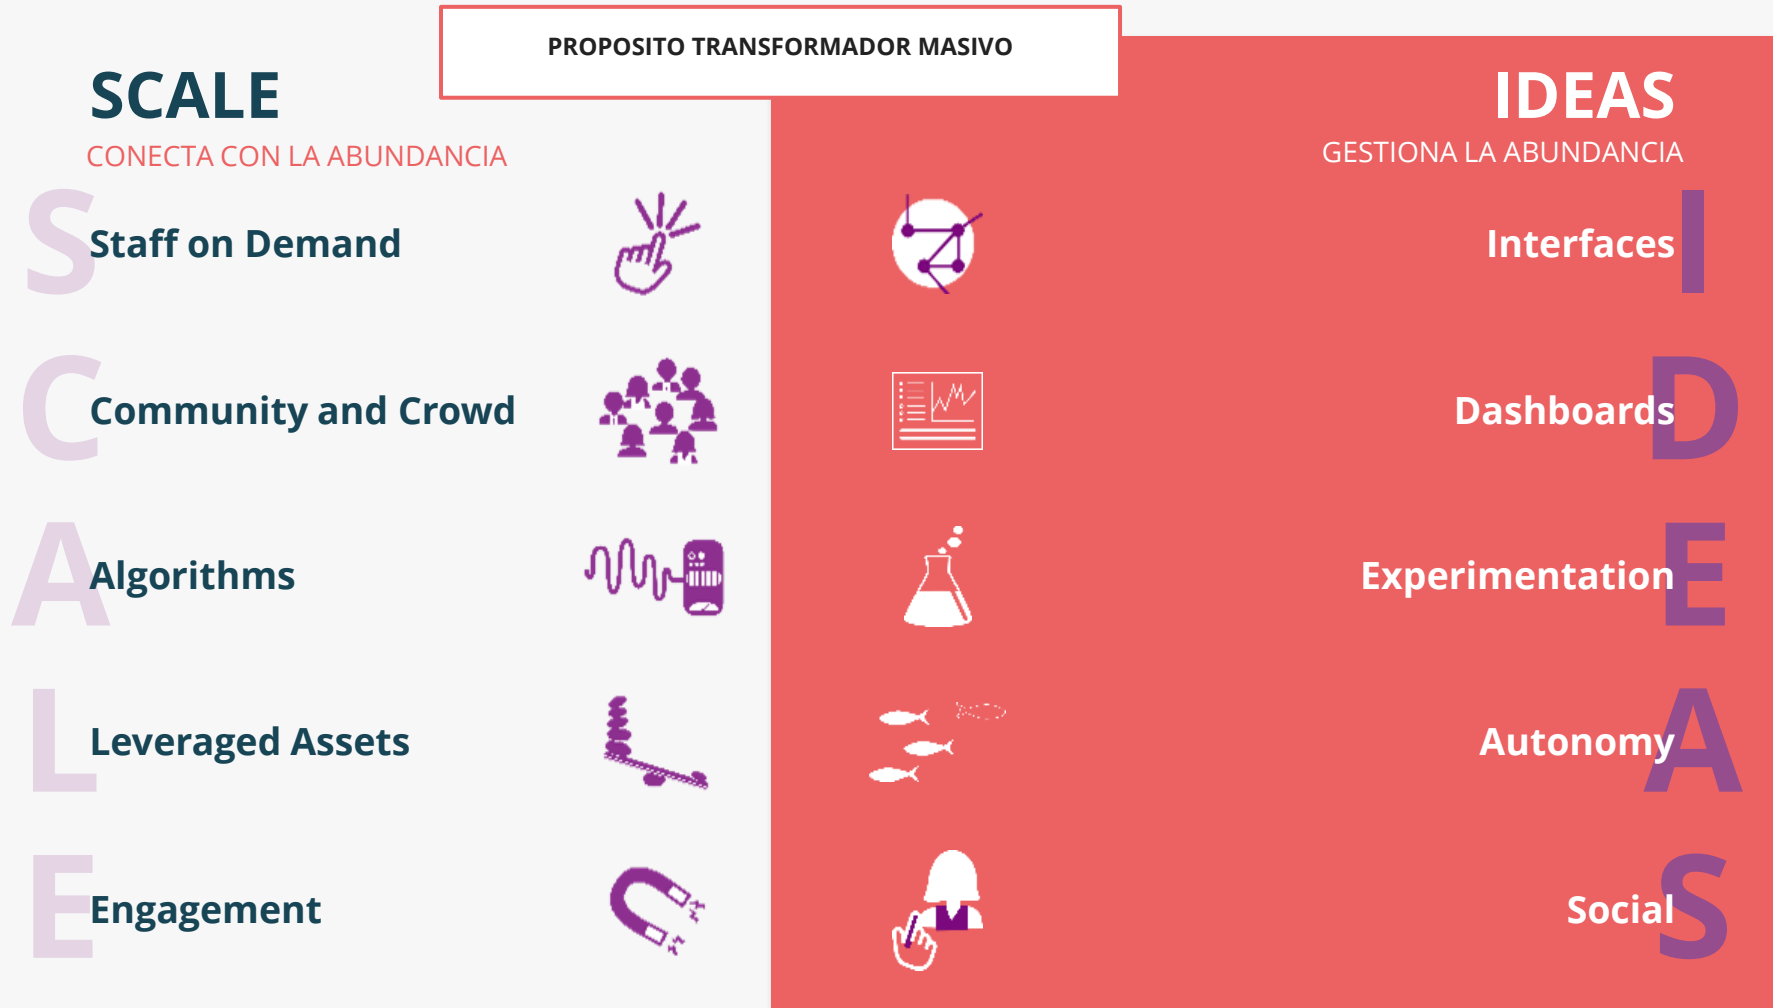 PROPOSITO TRANSFORMADOR MASIVO
SCALE
CONECTA CON LA ABUNDANCIA
S
Staff on Demand
C
Community and Crowd
A
Algorithms
L
Leveraged Assets
E
Engagement
IDEAS
GESTIONA LA ABUNDANCIA
Interfaces
I
Dashboards
D
Experimentation
E
Autonomy
A
Social
S